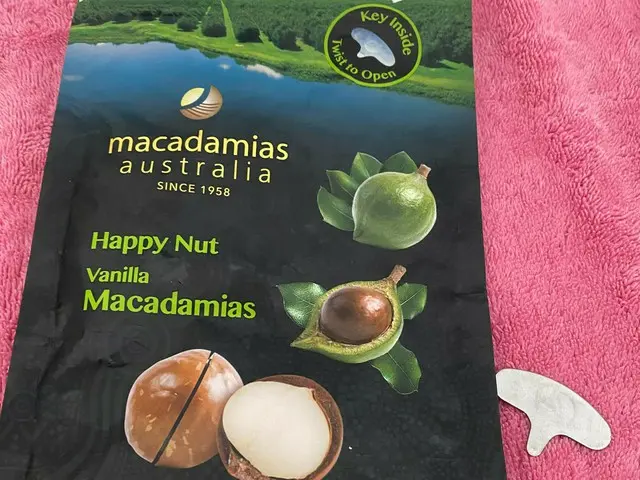 Key Inside
Twist to Open
macadamias
australia
SINCE 1958
Happy Nut
Vanilla
Macadamias